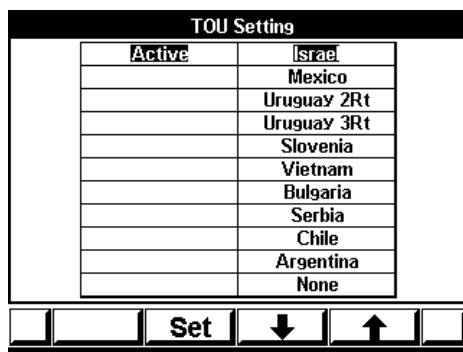 TOU Setting
Active Israel
Mexico
Uruguay 2Rt
Uruguay 3Rt
Slovenia
Vietnam
Bulgaria
Serbia
Chile
Argentina
None
Set